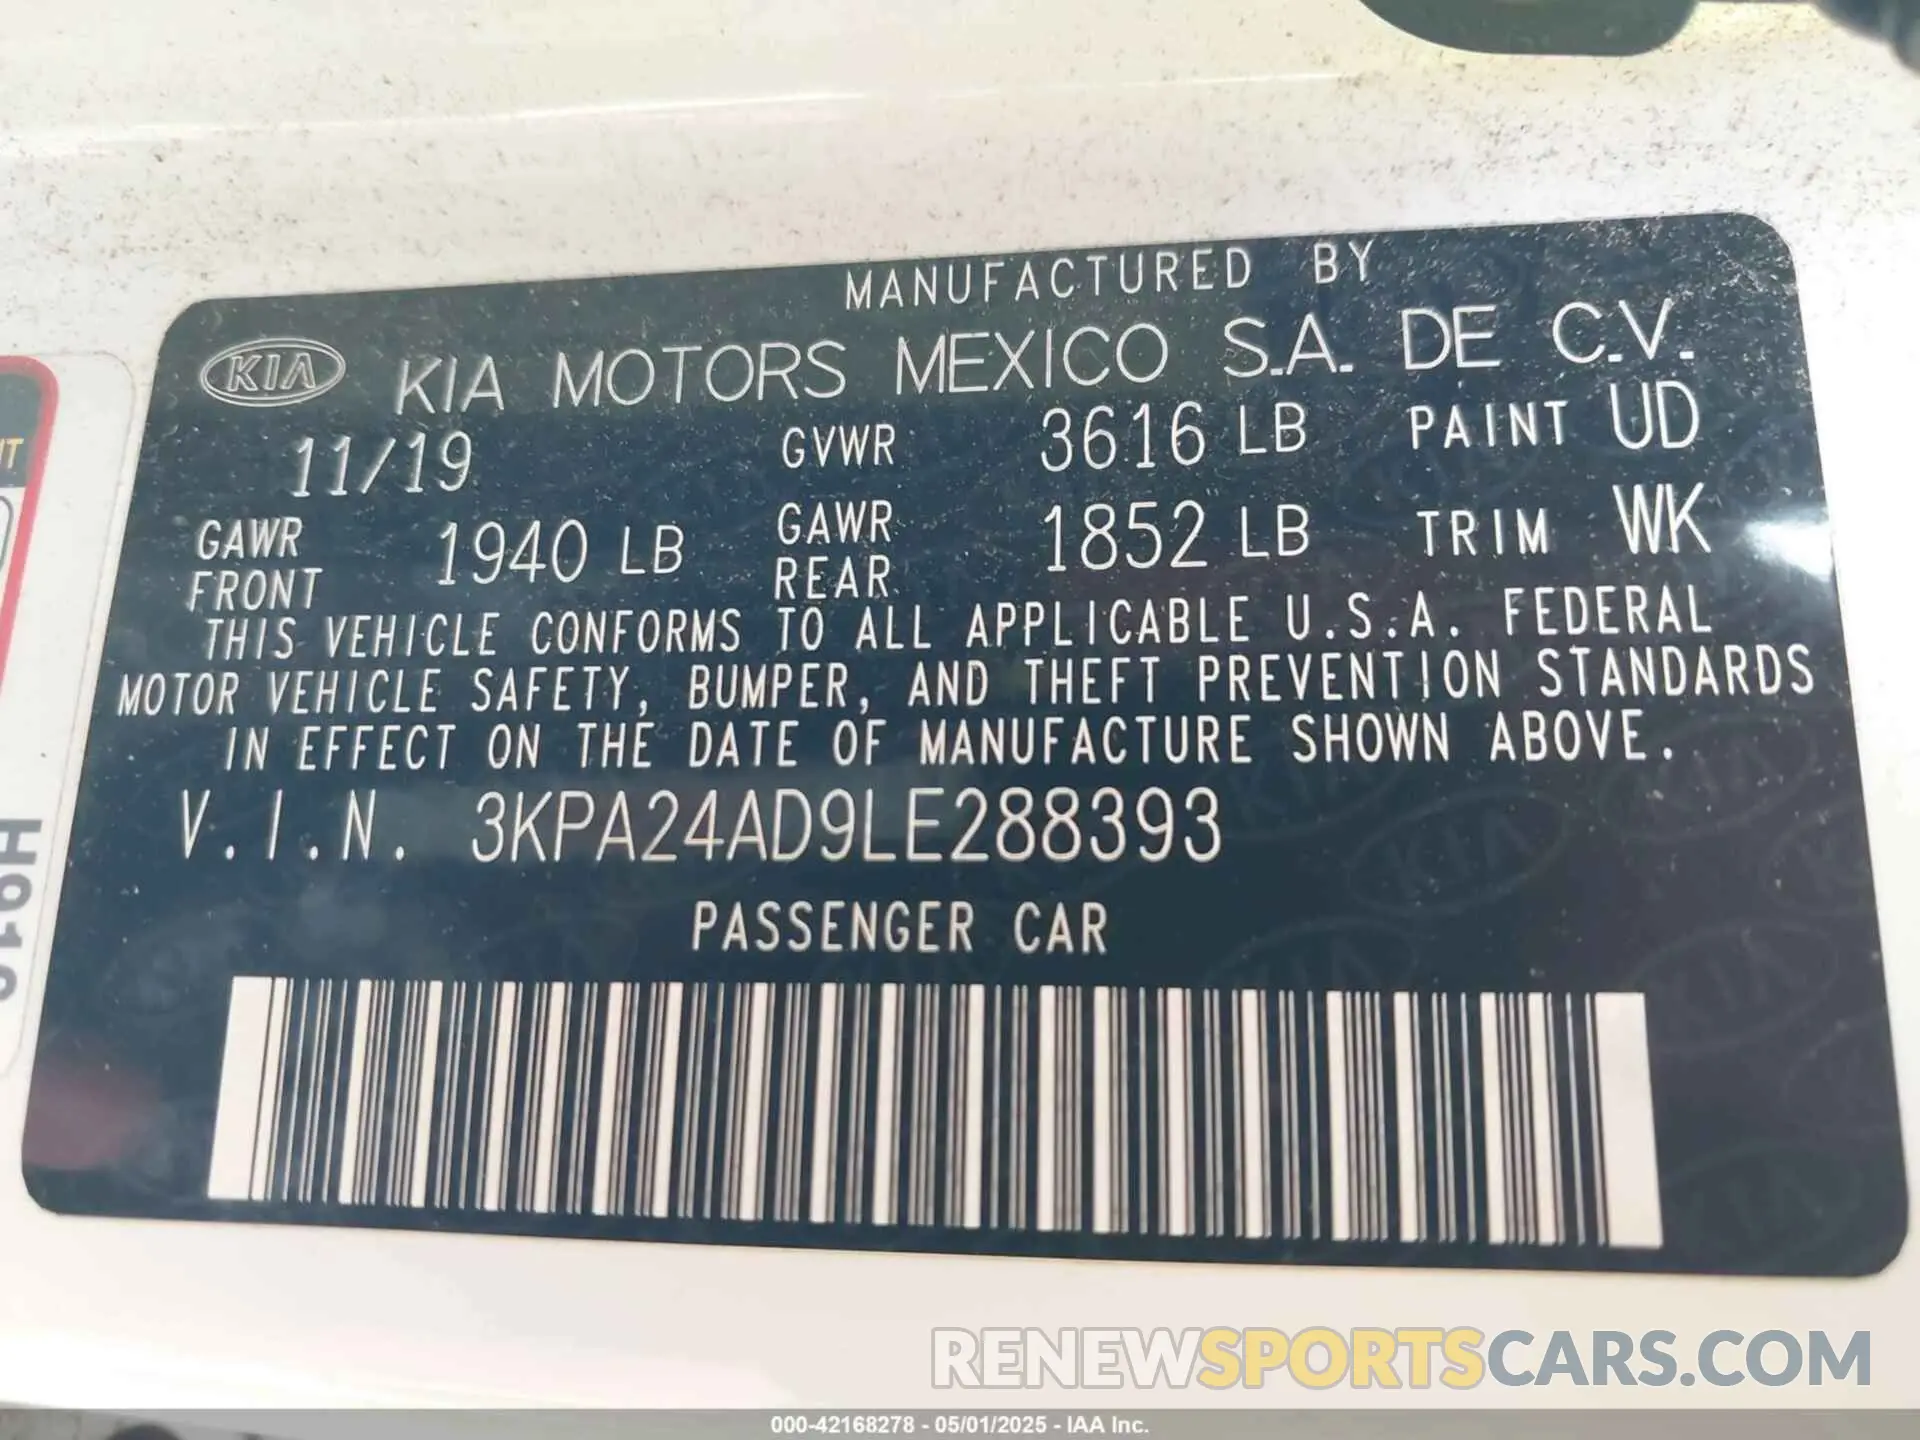 MANUFACTURED BY
KIA KIA MOTORS MEXICO S.A. DE C.V.
11/19 GVWR 3616 LB PAINT UD
GAWR FRONT 1940 LB GAWR REAR 1852 LB TRIM WK
THIS VEHICLE CONFORMS TO ALL APPLICABLE U.S.A. FEDERAL
MOTOR VEHICLE SAFETY, BUMPER, AND THEFT PREVENTION STANDARDS
IN EFFECT ON THE DATE OF MANUFACTURE SHOWN ABOVE.
V.I.N. 3KPA24AD9LE288393
PASSENGER CAR
RENEWSPORTSCARS.COM
000-42168278 - 05/01/2025 - IAA Inc.